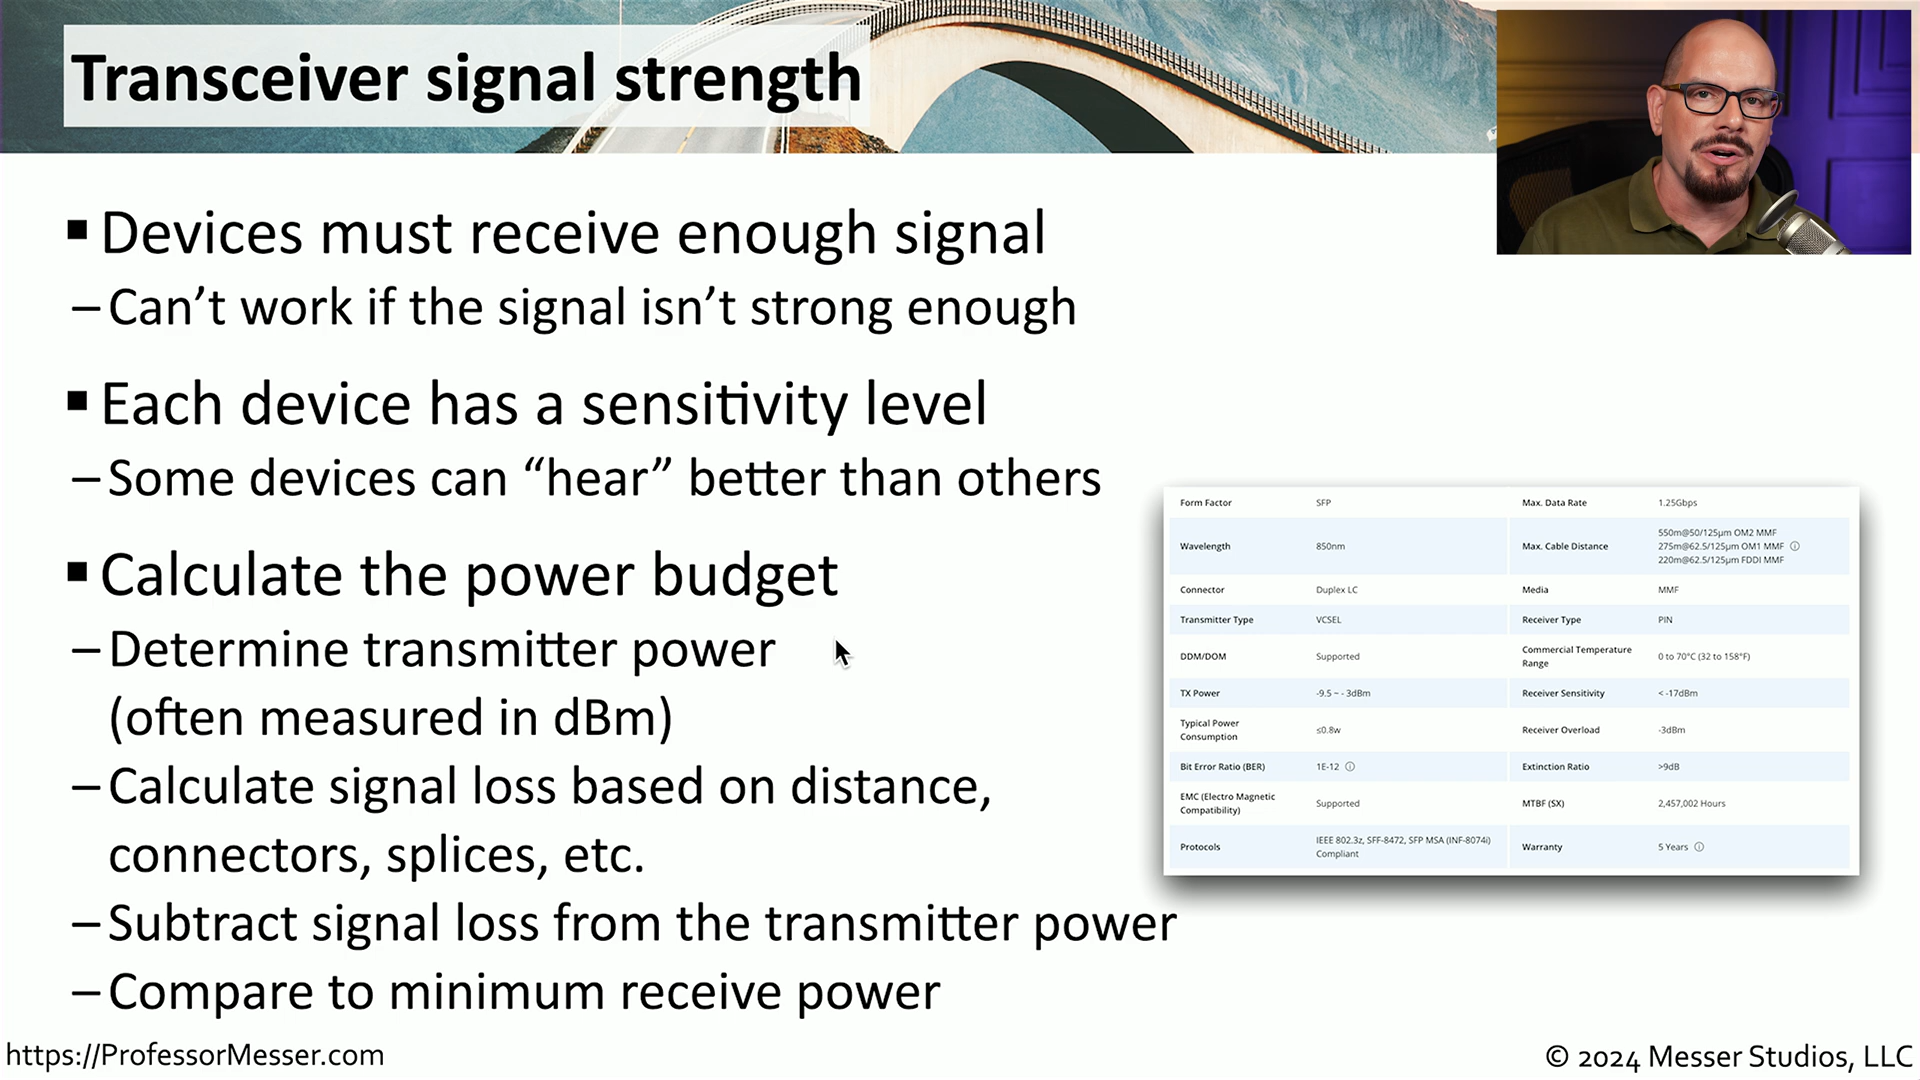 Transceiver signal strength
▪ Devices must receive enough signal
– Can’t work if the signal isn’t strong enough
▪ Each device has a sensitivity level
– Some devices can “hear” better than others
▪ Calculate the power budget
– Determine transmitter power
(often measured in dBm)
– Calculate signal loss based on distance,
connectors, splices, etc.
– Subtract signal loss from the transmitter power
– Compare to minimum receive power
Form Factor SFP Max. Data Rate 1.25Gbps
Wavelength 850nm Max. Cable Distance
550m@50/125μm OM2 MMF
275m@62.5/125μm OM1 MMF
220m@62.5/125μm FDDI MMF
Connector Duplex LC Media MMF
Transmitter Type VCSEL Receiver Type PIN
DDM/DOM Supported
Commercial Temperature
Range
0 to 70°C (32 to 158°F)
TX Power -9.5 ~ - 3dBm Receiver Sensitivity < -17dBm
Typical Power
Consumption
≤0.8w Receiver Overload -3dBm
Bit Error Ratio (BER) 1E-12 Extinction Ratio >9dB
EMC (Electro Magnetic
Compatibility)
Supported MTBF (SX) 2,457,002 Hours
Protocols
IEEE 802.3z, SFF-8472, SFP MSA (INF-8074i)
Compliant
Warranty 5 Years
https://ProfessorMesser.com
© 2024 Messer Studios, LLC